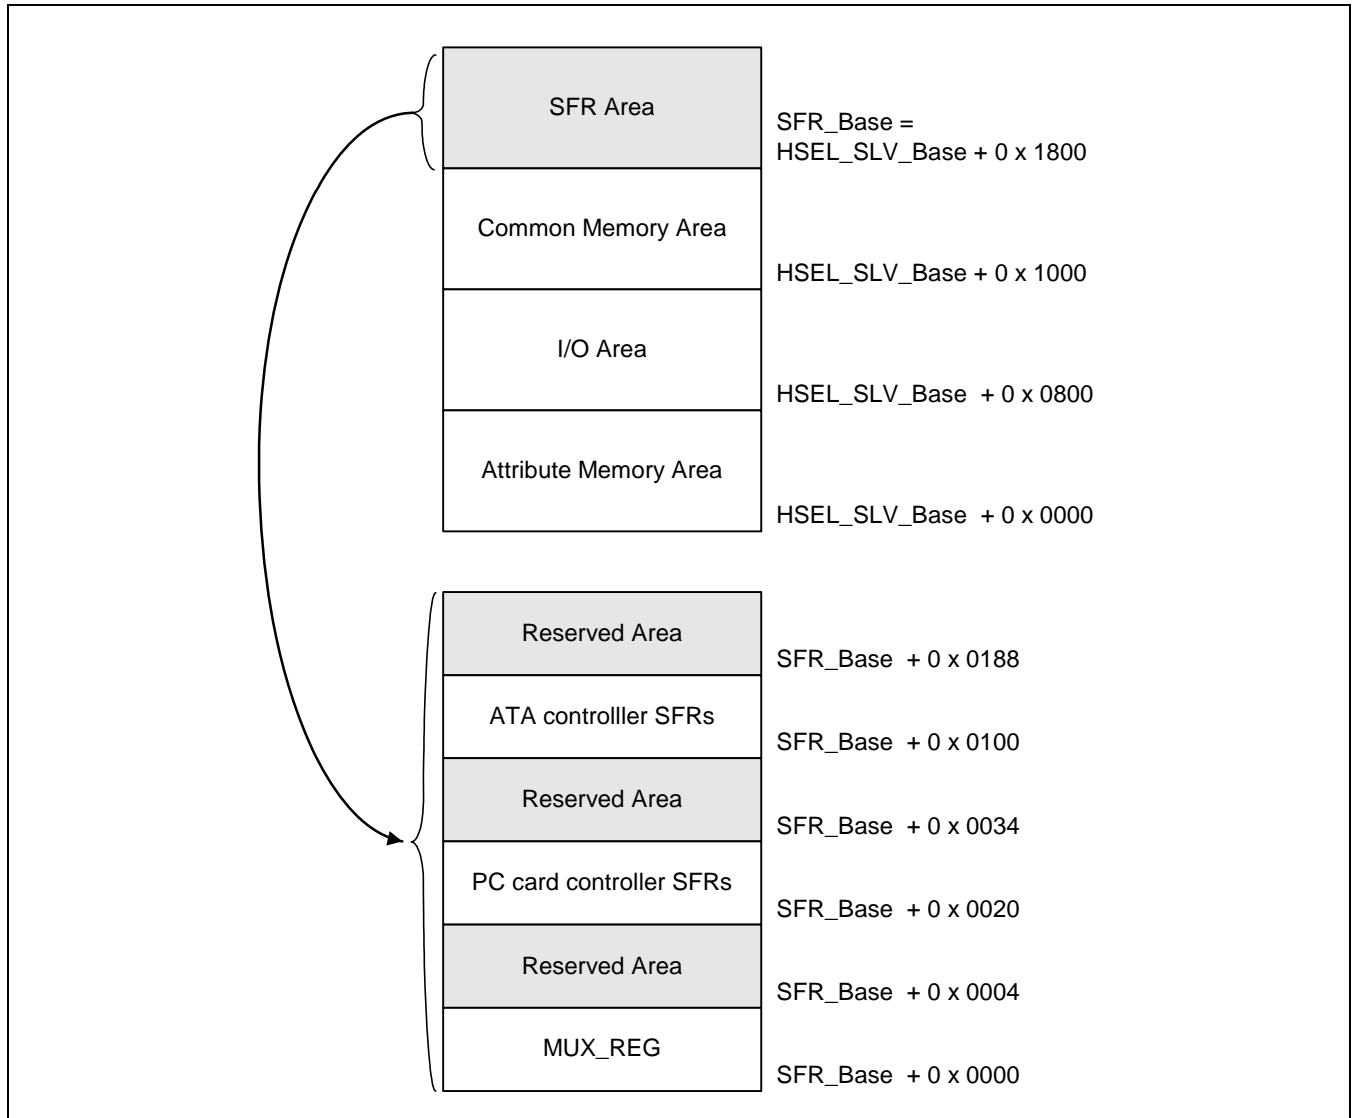 SFR Area
SFR_Base =
HSEL_SLV_Base + 0 x 1800
Common Memory Area
HSEL_SLV_Base + 0 x 1000
I/O Area
HSEL_SLV_Base + 0 x 0800
Attribute Memory Area
HSEL_SLV_Base + 0 x 0000
Reserved Area
SFR_Base + 0 x 0188
ATA controlller SFRs
SFR_Base + 0 x 0100
Reserved Area
SFR_Base + 0 x 0034
PC card controller SFRs
SFR_Base + 0 x 0020
Reserved Area
SFR_Base + 0 x 0004
MUX_REG
SFR_Base + 0 x 0000